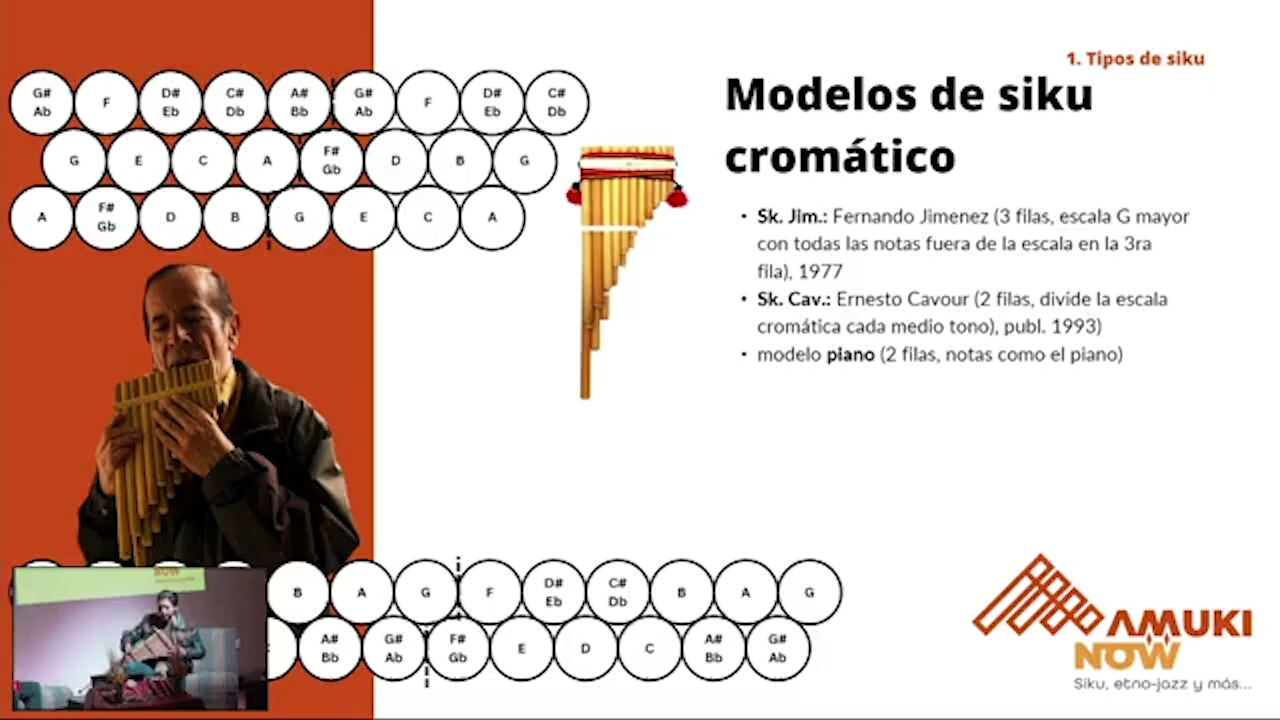 1. Tipos de siku
Modelos de siku
cromático
• Sk. Jim.: Fernando Jimenez (3 filas, escala G mayor
con todas las notas fuera de la escala en la 3ra
fila), 1977
• Sk. Cav.: Ernesto Cavour (2 filas, divide la escala
cromática cada medio tono), publ. 1993)
• modelo piano (2 filas, notas como el piano)
G# F D# C# A# G# F D# C#
Ab Eb Db Bb Ab Eb Db
G E C A F# Gb D B G
A F# Gb D B G E C A
B A G F D# Eb C# Db B A G
A# Bb G# Ab F# Gb E D C A# Bb G# Ab
NOW
AMUKI
NOW
Siku, etno-jazz y más...